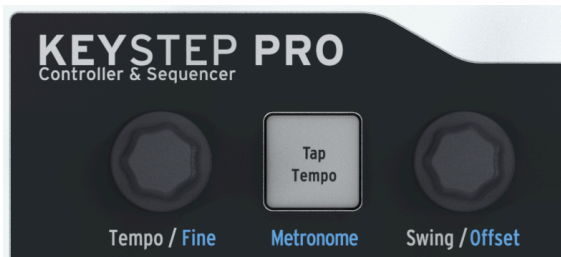 KEYSTEP PRO
Controller & Sequencer
Tap
Tempo
Tempo / Fine
Metronome
Swing / Offset